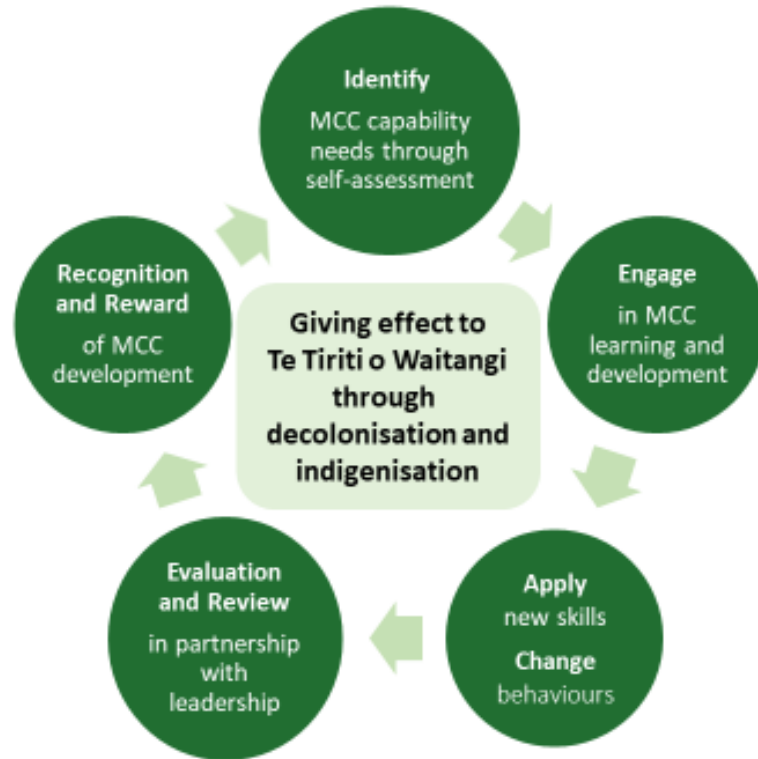 Identify
MCC capability
needs through
self-assessment
Engage
in MCC
learning and
development
Apply
new skills
Change
behaviours
Evaluation
and Review
in partnership
with
leadership
Recognition
and Reward
of MCC
development
Giving effect to
Te Tiriti o Waitangi
through
decolonisation and
indigenisation